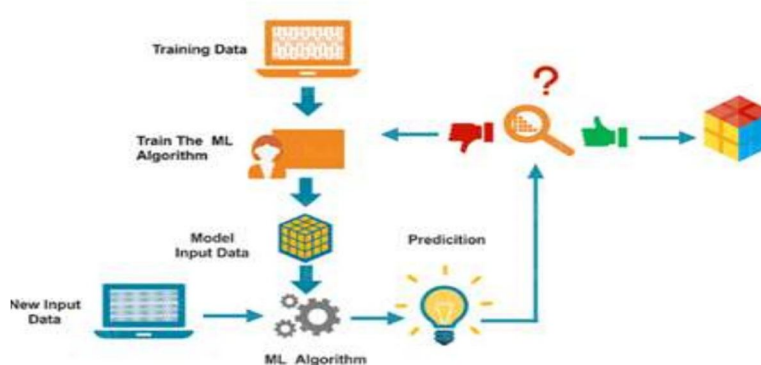 Training Data
?
Train The ML
Algorithm
Model
Input Data
Predicition
New Input
Data
ML Algorithm